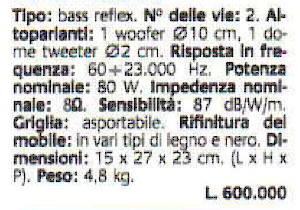 Tipo: bass reflex. Nº delle vie: 2. Al-
toparlanti: 1 woofer Ø10 cm, 1 do-
me tweeter Ø2 cm. Risposta in fre-
quenza: 60÷23.000 Hz. Potenza
nominale: 80 W. Impedenza nomi-
nale: 8Ω. Sensibilità: 87 dB/W/m.
Griglia: asportabile. Rifinitura del
mobile: in vari tipi di legno e nero. Di-
mensioni: 15 x 27 x 23 cm. (L x H x
P). Peso: 4,8 kg.
L. 600.000